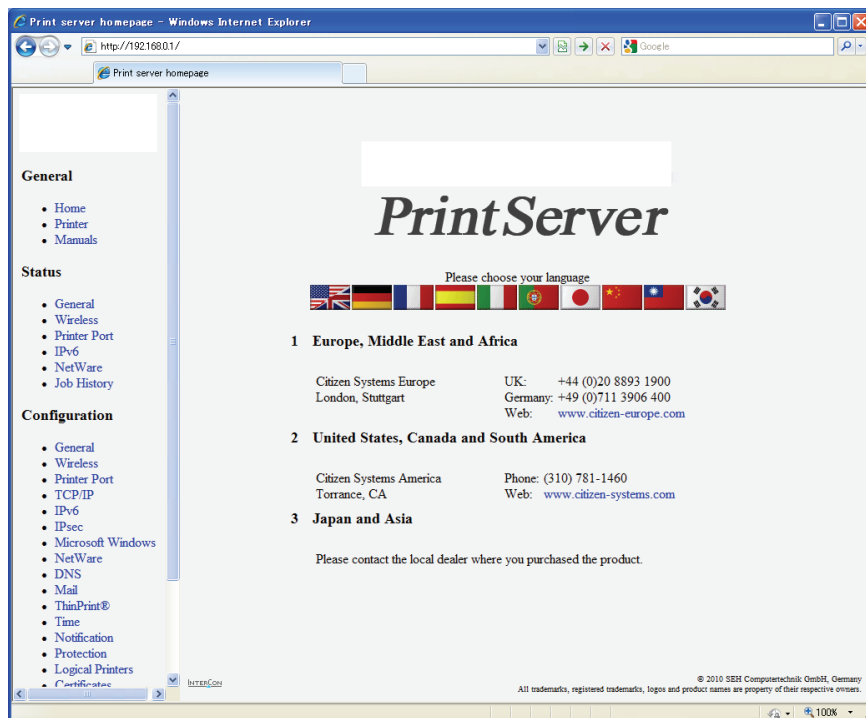 Print server homepage - Windows Internet Explorer
http://192.168.0.1/
Google
Print server homepage
General
• Home
• Printer
• Manuals
Status
• General
• Wireless
• Printer Port
• IPv6
• NetWare
• Job History
Configuration
• General
• Wireless
• Printer Port
• TCP/IP
• IPv6
• IPsec
• Microsoft Windows
• NetWare
• DNS
• Mail
• ThinPrint®
• Time
• Notification
• Protection
• Logical Printers
• Certificates
PrintServer
Please choose your language
1 Europe, Middle East and Africa
Citizen Systems Europe UK: +44 (0)20 8893 1900
London, Stuttgart Germany: +49 (0)711 3906 400
Web: www.citizen-europe.com
2 United States, Canada and South America
Citizen Systems America Phone: (310) 781-1460
Torrance, CA Web: www.citizen-systems.com
3 Japan and Asia
Please contact the local dealer where you purchased the product.
INTERCON
© 2010 SEH Computertechnik GmbH, Germany
All trademarks, registered trademarks, logos and product names are property of their respective owners.
100%